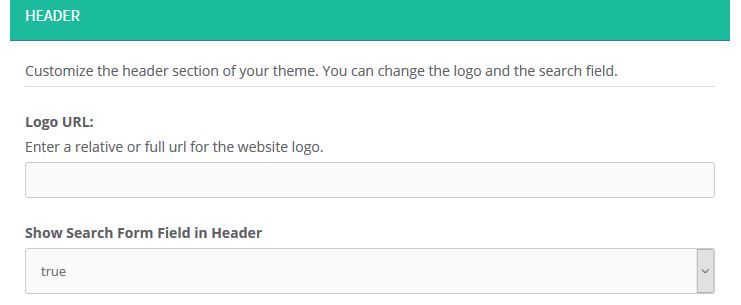 HEADER
Customize the header section of your theme. You can change the logo and the search field.
Logo URL:
Enter a relative or full url for the website logo.
Show Search Form Field in Header
true